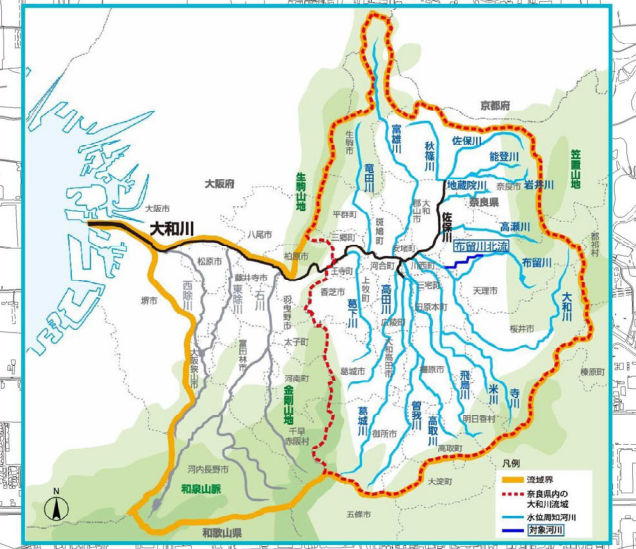 京都府
大阪府
奈良県
和歌山県
生駒山地
笠置山地
金剛山地
和泉山脈
富雄川
秋篠川
佐保川
能登川
岩井川
地蔵院川
竜田川
佐保川
高瀬川
布留川北流
布留川
大和川
大和川
生駒市
奈良市
平群町
斑鳩町
大和
郡山市
三郷町
安堵町
川西町
三宅町
田原本町
天理市
都祁村
大阪市
八尾市
柏原市
松原市
藤井寺市
王寺町
河合町
上牧町
香芝市
広陵町
大和高田市
桜井市
榛原町
堺市
西除川
東除川
石川
羽曳野市
太子町
富田林市
大阪狭山市
河南町
千早
赤阪村
河内長野市
葛下川
高田川
葛城市
葛城川
曽我川
高取川
飛鳥川
米川
寺川
橿原市
明日香村
御所市
高取町
大淀町
五條市
N
凡例
流域界
奈良県内の
大和川流域
水位周知河川
対象河川